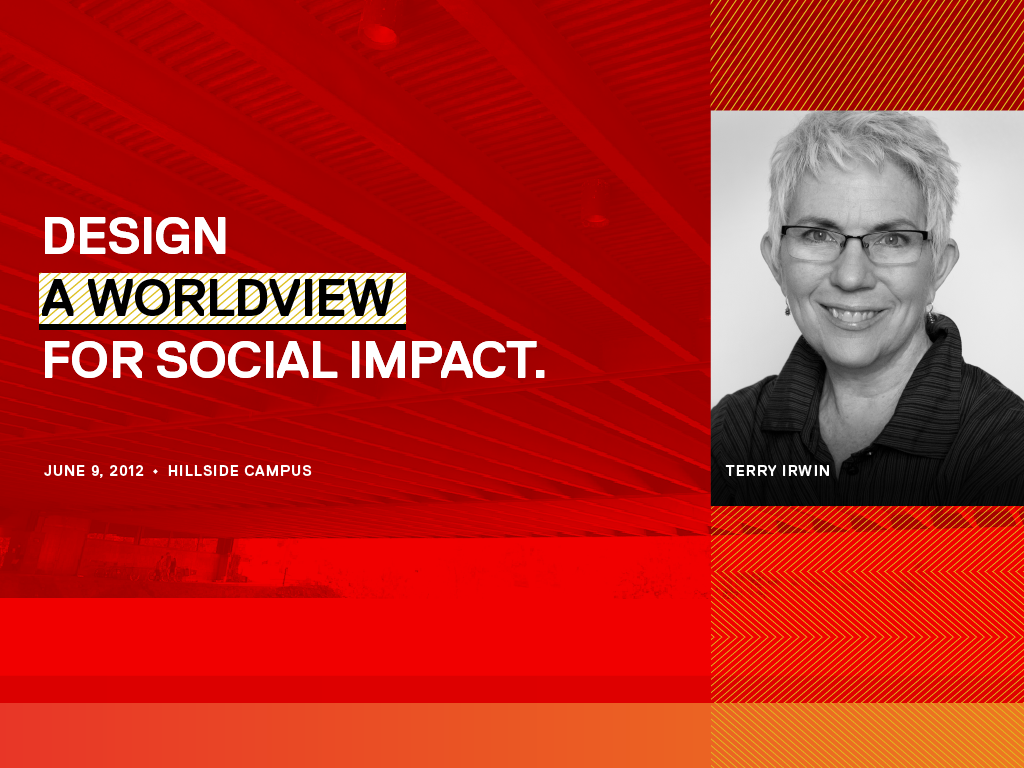 DESIGN
A WORLDVIEW
FOR SOCIAL IMPACT.
JUNE 9, 2012 • HILLSIDE CAMPUS
TERRY IRWIN